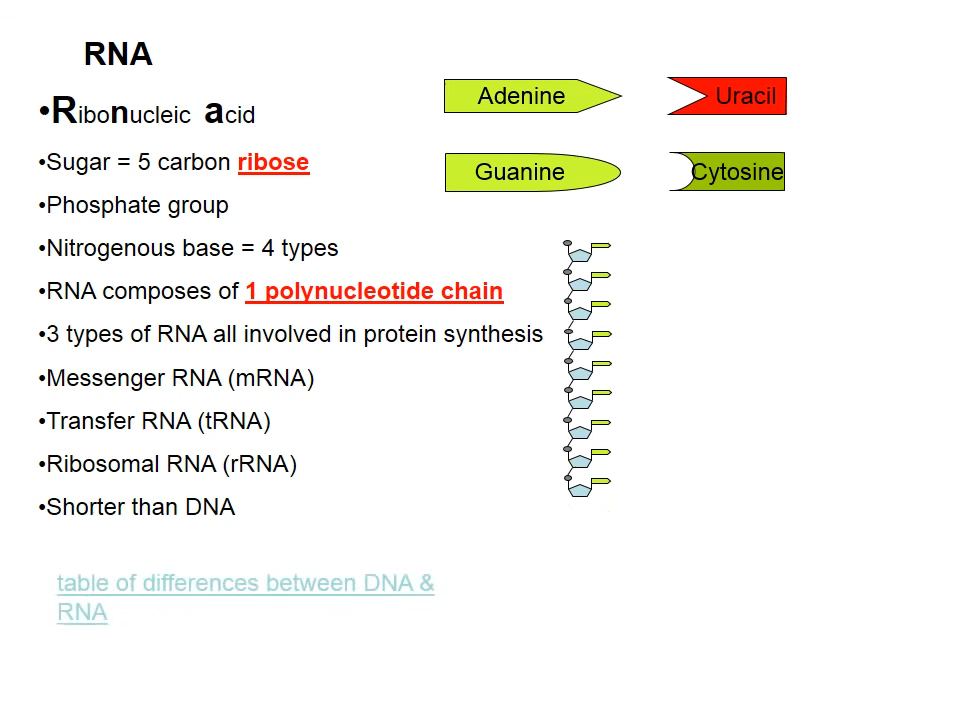 RNA
•Ribonucleic acid
•Sugar = 5 carbon ribose
•Phosphate group
•Nitrogenous base = 4 types
•RNA composes of 1 polynucleotide chain
•3 types of RNA all involved in protein synthesis
•Messenger RNA (mRNA)
•Transfer RNA (tRNA)
•Ribosomal RNA (rRNA)
•Shorter than DNA
table of differences between DNA &
RNA
Adenine
Uracil
Guanine
Cytosine